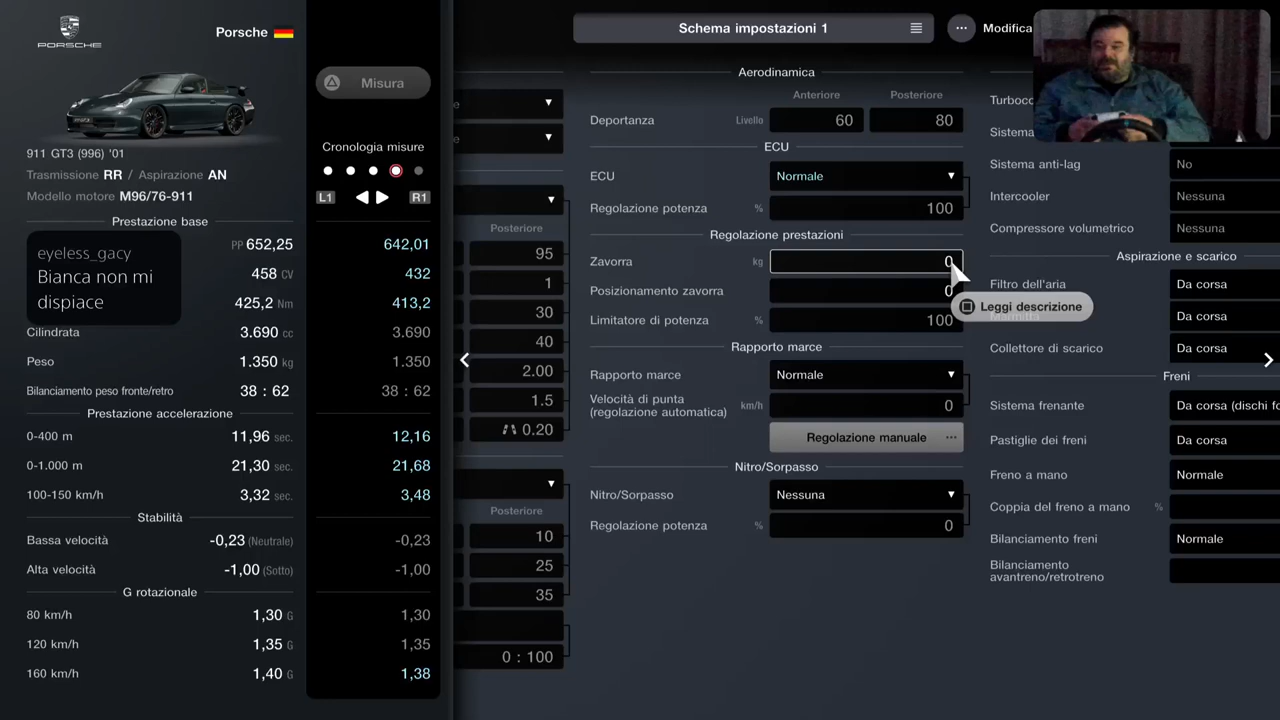 PORSCHE
Porsche
911 GT3 (996) '01
Trasmissione RR / Aspirazione AN
Modello motore M96/76-911
Prestazione base
PP 652,25
458 CV
425,2 Nm
eyeless_gacy
Bianca non mi
dispiace
Cilindrata 3.690 cc
Peso 1.350 kg
Bilanciamento peso fronte/retro 38 : 62
Prestazione accelerazione
0-400 m 11,96 sec.
0-1.000 m 21,30 sec.
100-150 km/h 3,32 sec.
Stabilità
Bassa velocità -0,23 (Neutrale)
Alta velocità -1,00 (Sotto)
G rotazionale
80 km/h 1,30 G
120 km/h 1,35 G
160 km/h 1,40 G
Misura
Cronologia misure
L1 R1
642,01
432
413,2
3.690
1.350
38 : 62
12,16
21,68
3,48
-0,23
-1,00
1,30
1,35
1,38
Posteriore
95
1
30
40
2.00
1.5
0.20
Posteriore
10
25
35
0 : 100
Schema impostazioni 1
Modifica
Aerodinamica
Anteriore Posteriore
Deportanza Livello 60 80
ECU
ECU Normale
Regolazione potenza % 100
Regolazione prestazioni
Zavorra kg 0
Posizionamento zavorra 0
Limitatore di potenza % 100
Leggi descrizione
Rapporto marce
Rapporto marce Normale
Velocità di punta
(regolazione automatica) km/h 0
Regolazione manuale
Nitro/Sorpasso
Nitro/Sorpasso Nessuna
Regolazione potenza % 0
Turboc
Sistema
Sistema anti-lag No
Intercooler Nessuna
Compressore volumetrico Nessuna
Aspirazione e scarico
Filtro dell'aria Da corsa
Da corsa
Collettore di scarico Da corsa
Freni
Sistema frenante Da corsa (dischi fo
Pastiglie dei freni Da corsa
Freno a mano Normale
Coppia del freno a mano %
Bilanciamento freni Normale
Bilanciamento
avantreno/retrotreno